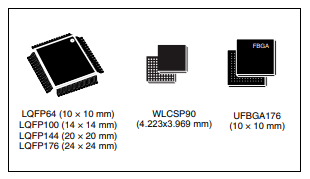 FBGA
LQFP64 (10 × 10 mm)
LQFP100 (14 × 14 mm)
LQFP144 (20 × 20 mm)
LQFP176 (24 × 24 mm)
WLCSP90
(4.223x3.969 mm)
UFBGA176
(10 × 10 mm)